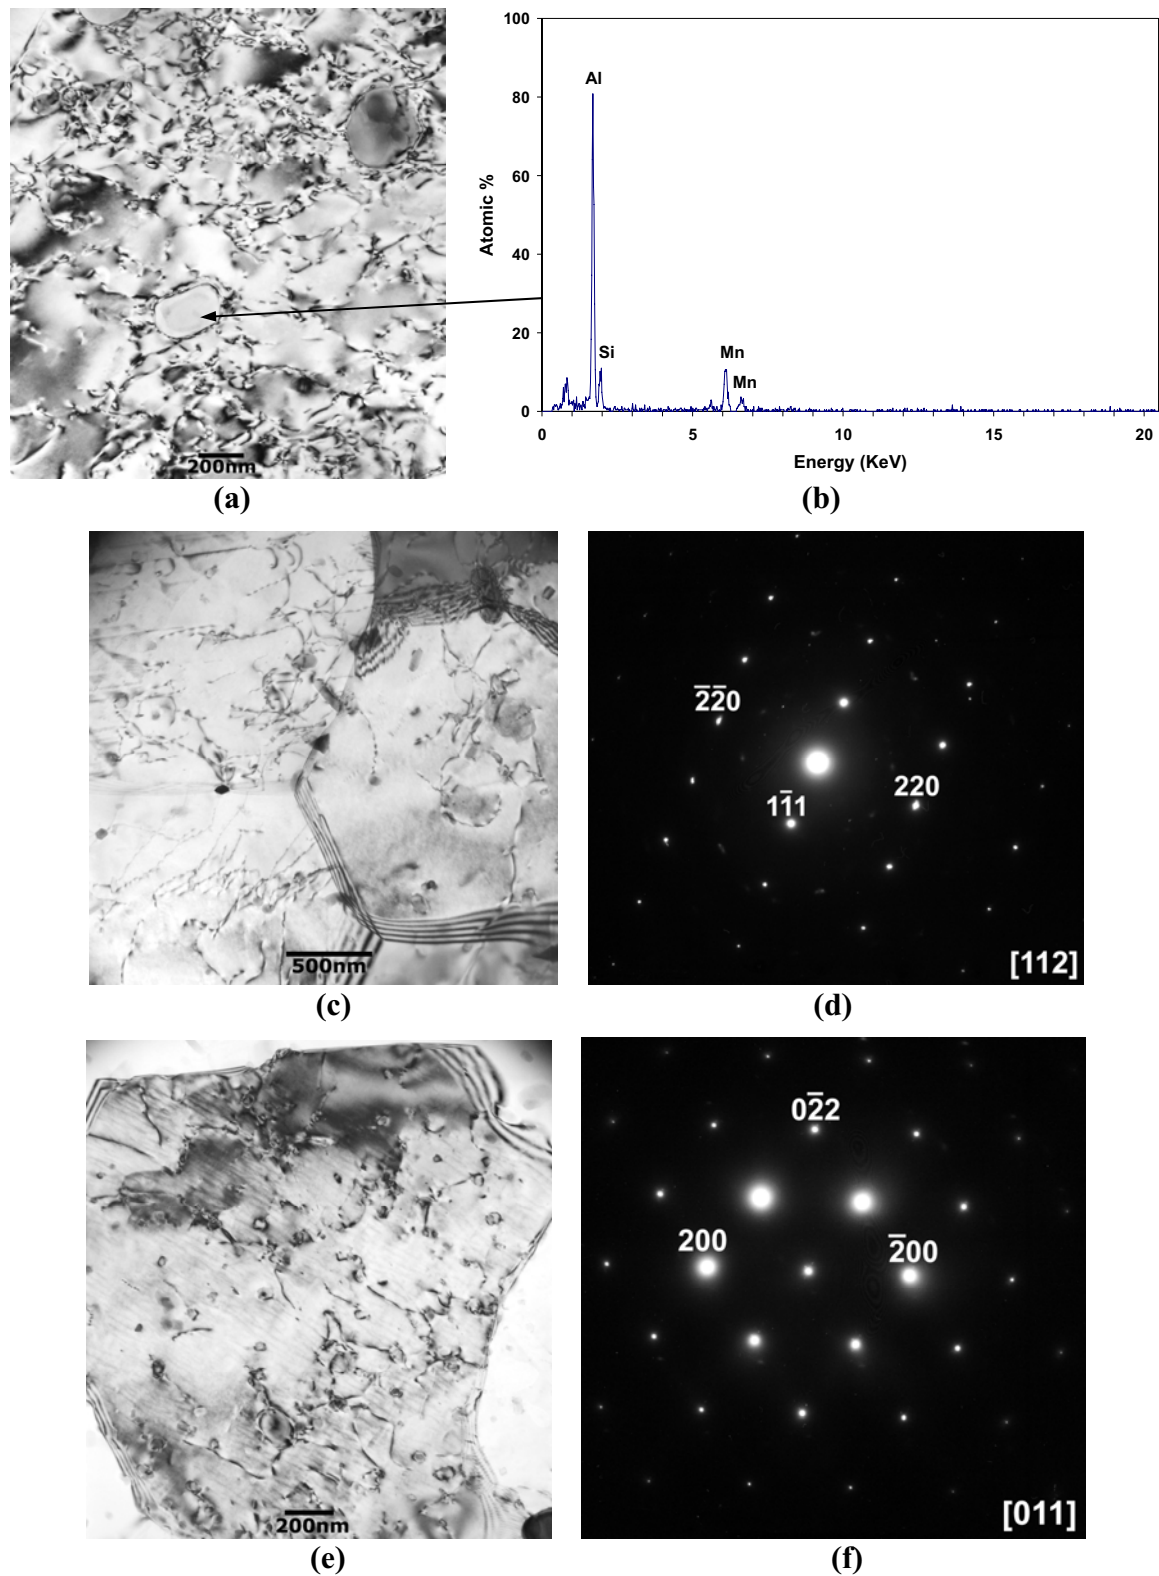 100
80
60
40
20
0
Atomic %
Al
Si
Mn
Mn
0
5
10
15
20
Energy (KeV)
200nm
(a)
(b)
2̅2̅0
220
11̅1
[112]
500nm
(c)
(d)
02̅2
200
2̅00
[011]
200nm
(e)
(f)